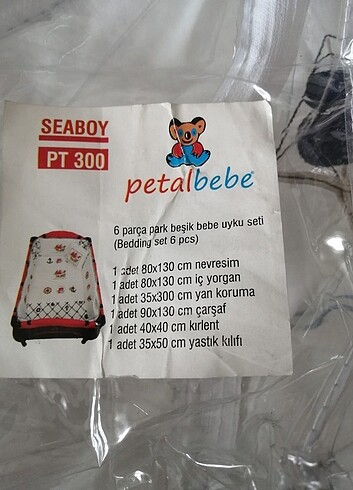 SEABOY
PT 300
petalbebe
6 parça park beşik bebe uyku seti
(Bedding set 6 pcs)
1 adet 80x130 cm nevresim
1 adet 80x130 cm iç yorgan
1 adet 35x300 cm yan koruma
1 adet 90x130 cm çarşaf
1 adet 40x40 cm kırlent
1 adet 35x50 cm yastık kılıfı